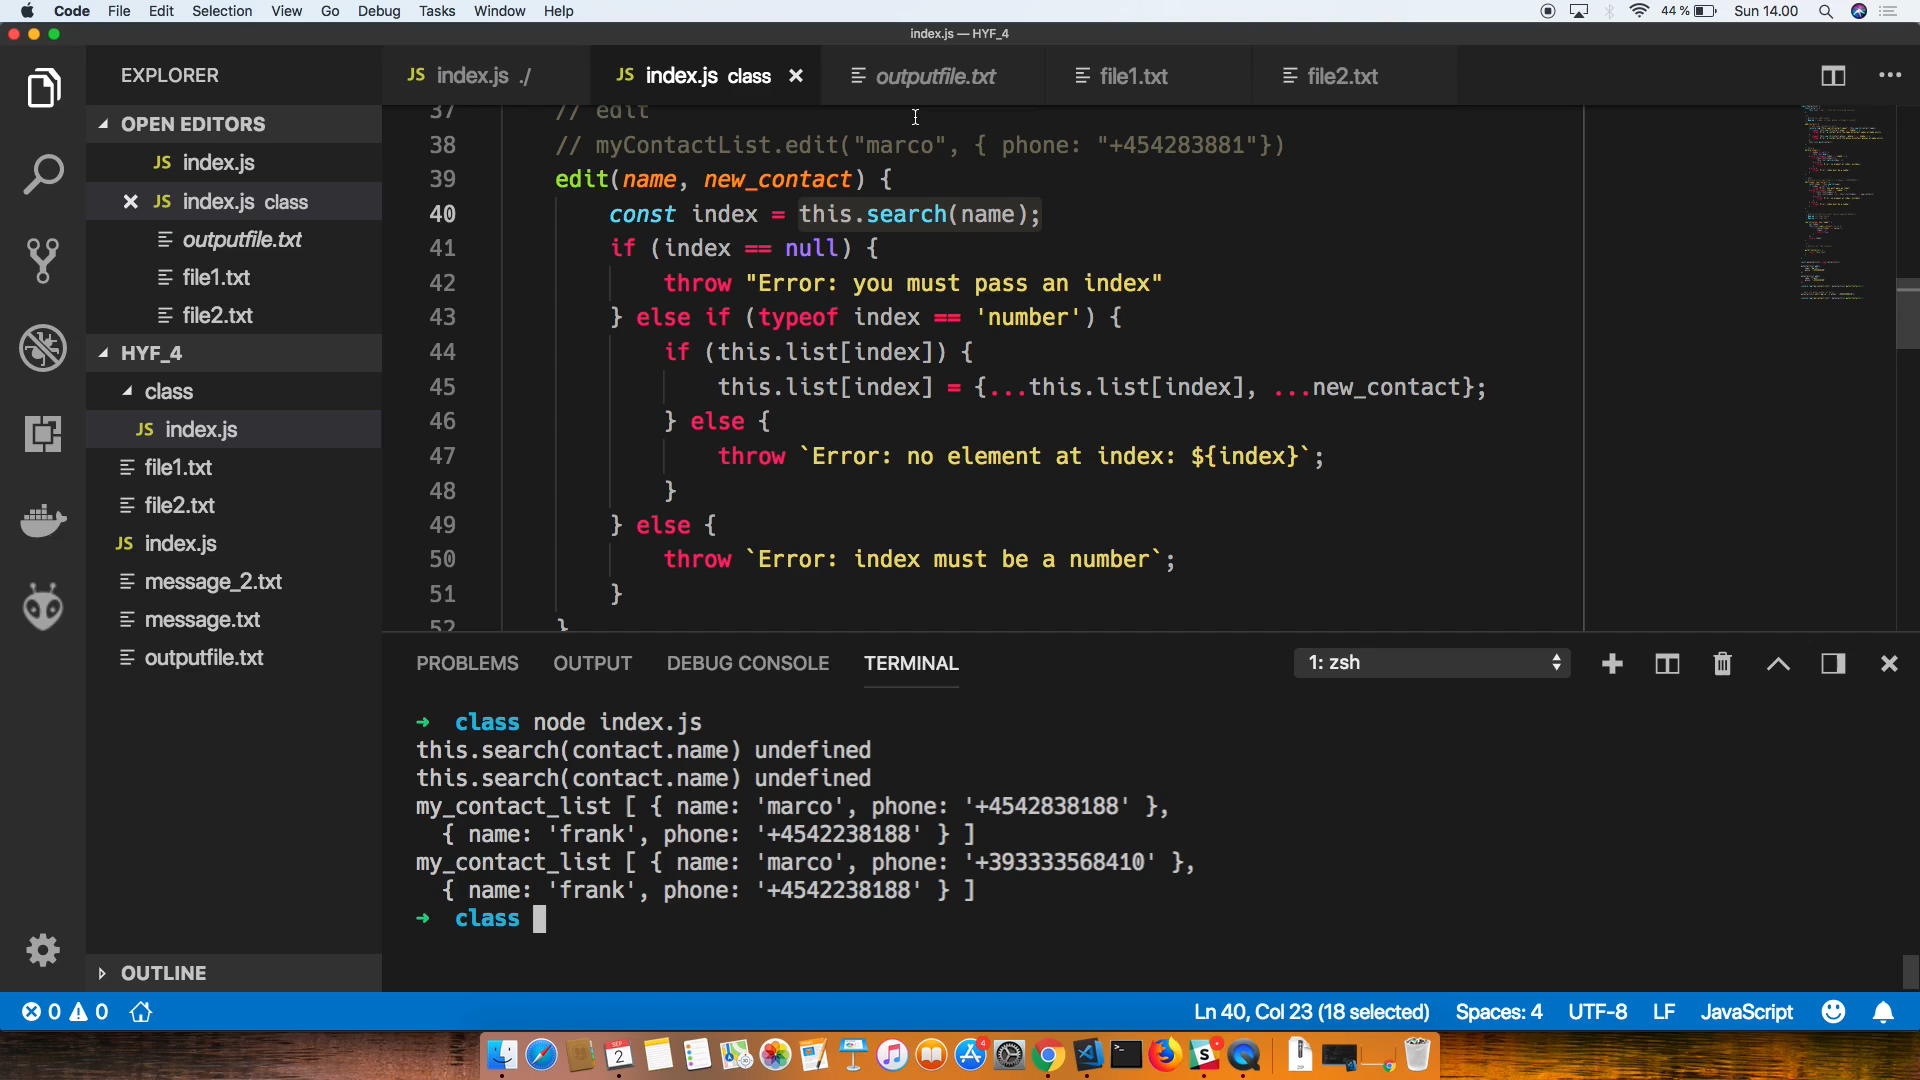 Code File Edit Selection View Go Debug Tasks Window Help 44 % Sun 14.00
index.js — HYF_4
EXPLORER
OPEN EDITORS
JS index.js
JS index.js class
outputfile.txt
file1.txt
file2.txt
HYF_4
class
JS index.js
file1.txt
file2.txt
JS index.js
message_2.txt
message.txt
outputfile.txt
OUTLINE
JS index.js ./ JS index.js class outputfile.txt file1.txt file2.txt
37 // edit
38 // myContactList.edit("marco", { phone: "+454283881"})
39 edit(name, new_contact) {
40 const index = this.search(name);
41 if (index == null) {
42 throw "Error: you must pass an index"
43 } else if (typeof index == 'number') {
44 if (this.list[index]) {
45 this.list[index] = {...this.list[index], ...new_contact};
46 } else {
47 throw `Error: no element at index: ${index}`;
48 }
49 } else {
50 throw `Error: index must be a number`;
51 }
52 }
PROBLEMS OUTPUT DEBUG CONSOLE TERMINAL 1: zsh
➜ class node index.js
this.search(contact.name) undefined
this.search(contact.name) undefined
my_contact_list [ { name: 'marco', phone: '+4542838188' },
{ name: 'frank', phone: '+4542238188' } ]
my_contact_list [ { name: 'marco', phone: '+393333568410' },
{ name: 'frank', phone: '+4542238188' } ]
➜ class
0 0 Ln 40, Col 23 (18 selected) Spaces: 4 UTF-8 LF JavaScript
SEP
2
4